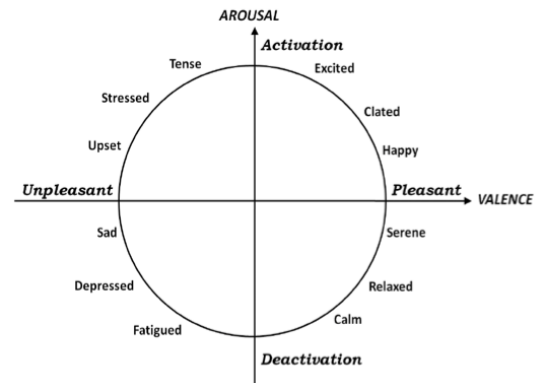 AROUSAL
Activation
Tense
Excited
Stressed
Clated
Upset
Happy
Unpleasant
Pleasant
VALENCE
Sad
Serene
Depressed
Relaxed
Fatigued
Calm
Deactivation